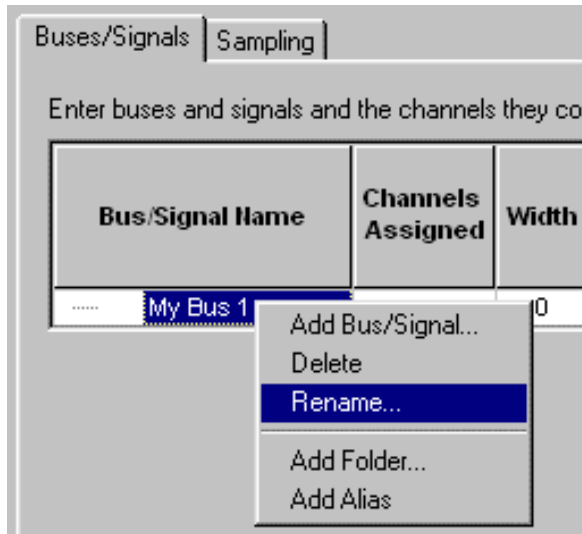 Buses/Signals Sampling
Enter buses and signals and the channels they co
Bus/Signal Name Channels Assigned Width
My Bus 1 0
Add Bus/Signal...
Delete
Rename...
Add Folder...
Add Alias